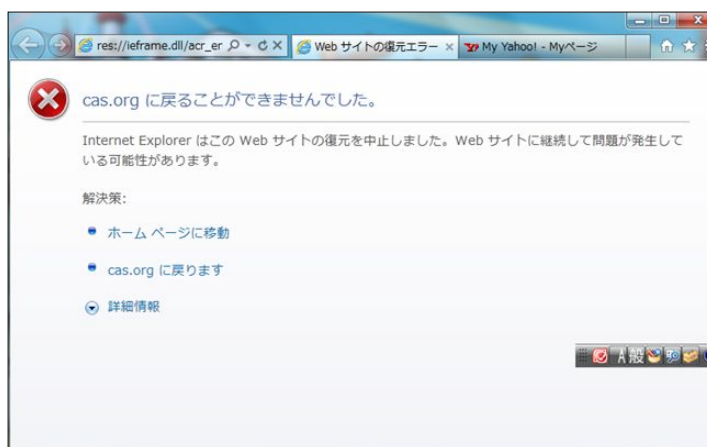 res://ieframe.dll/acr_er
Web サイトの復元エラー
My Yahoo! - Myページ
cas.org に戻ることができませんでした。
Internet Explorer はこの Web サイトの復元を中止しました。Web サイトに継続して問題が発生して
いる可能性があります。
解決策:
ホーム ページに移動
cas.org に戻ります
詳細情報
A 般